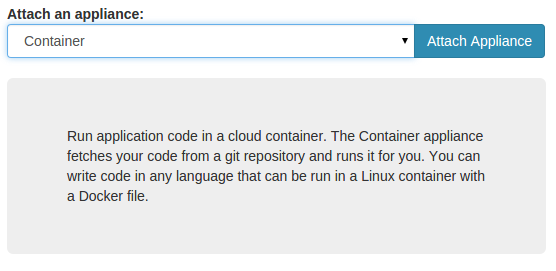 Attach an appliance:
Container Attach Appliance
Run application code in a cloud container. The Container appliance
fetches your code from a git repository and runs it for you. You can
write code in any language that can be run in a Linux container with
a Docker file.